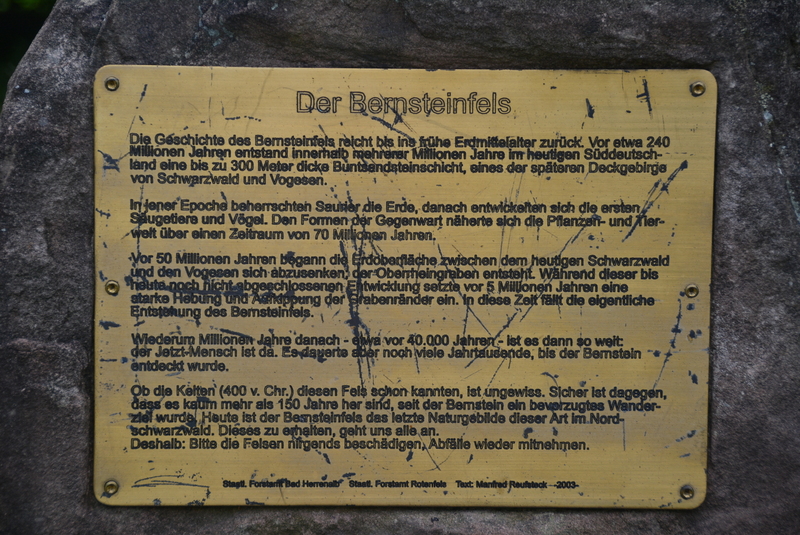 Der Bernsteinfels
Die Geschichte des Bernsteinfels reicht bis ins frühe Erdmittelalter zurück. Vor etwa 240
Millionen Jahren entstand innerhalb mehrerer Millionen Jahre im heutigen Süddeutsch-
land eine bis zu 300 Meter dicke Buntsandsteinschicht, eines der späteren Deckgebirge
von Schwarzwald und Vogesen.
In jener Epoche beherrschten Saurier die Erde, danach entwickelten sich die ersten
Säugetiere und Vögel. Den Formen der Gegenwart näherte sich die Pflanzen- und Tier-
welt über einen Zeitraum von 70 Millionen Jahren.
Vor 50 Millionen Jahren begann die Erdoberfläche zwischen dem heutigen Schwarzwald
und den Vogesen sich abzusenken; der Oberrheingraben entsteht. Während dieser bis
heute noch nicht abgeschlossenen Entwicklung setzte vor 5 Millionen Jahren eine
starke Hebung und Aufkippung der Grabenränder ein. In diese Zeit fällt die eigentliche
Entstehung des Bernsteinfels.
Wiederum Millionen Jahre danach - etwa vor 40.000 Jahren - ist es dann so weit:
der Jetzt-Mensch ist da. Es dauerte aber noch viele Jahrtausende, bis der Bernstein
entdeckt wurde.
Ob die Kelten (400 v. Chr.) diesen Fels schon kannten, ist ungewiss. Sicher ist dagegen,
dass es kaum mehr als 150 Jahre her sind, seit der Bernstein ein bevorzugtes Wander-
ziel wurde. Heute ist der Bernsteinfels das letzte Naturgebilde dieser Art im Nord-
schwarzwald. Dieses zu erhalten, geht uns alle an.
Deshalb: Bitte die Felsen nirgends beschädigen, Abfälle wieder mitnehmen.
Staatl. Forstamt Bad Herrenalb Staatl. Forstamt Rotenfels Text: Manfred Reufsteck -2003-